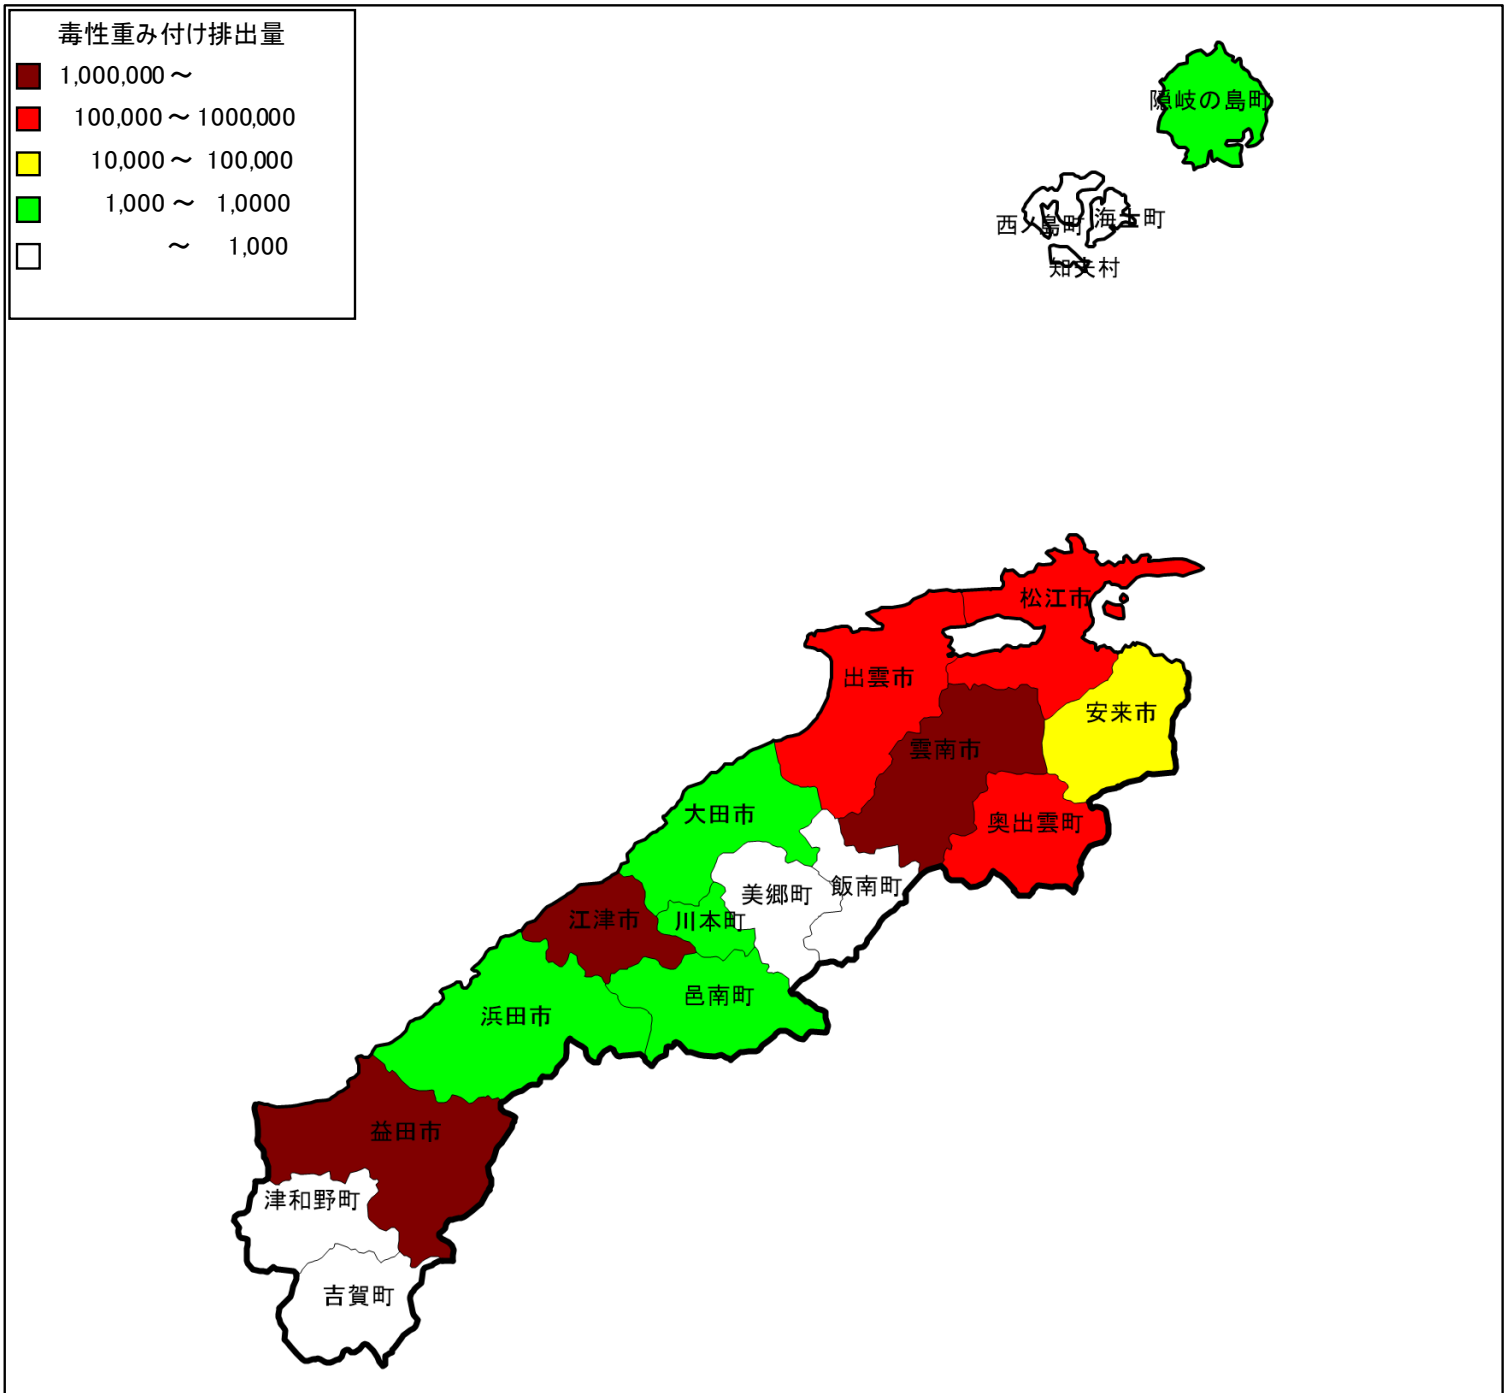 毒性重み付け排出量
1,000,000～
100,000～1000,000
10,000～ 100,000
1,000～ 1,0000
～ 1,000
隠岐の島町
西ノ島町
海士町
知夫村
松江市
出雲市
安来市
雲南市
大田市
奥出雲町
美郷町
飯南町
江津市
川本町
邑南町
浜田市
益田市
津和野町
吉賀町